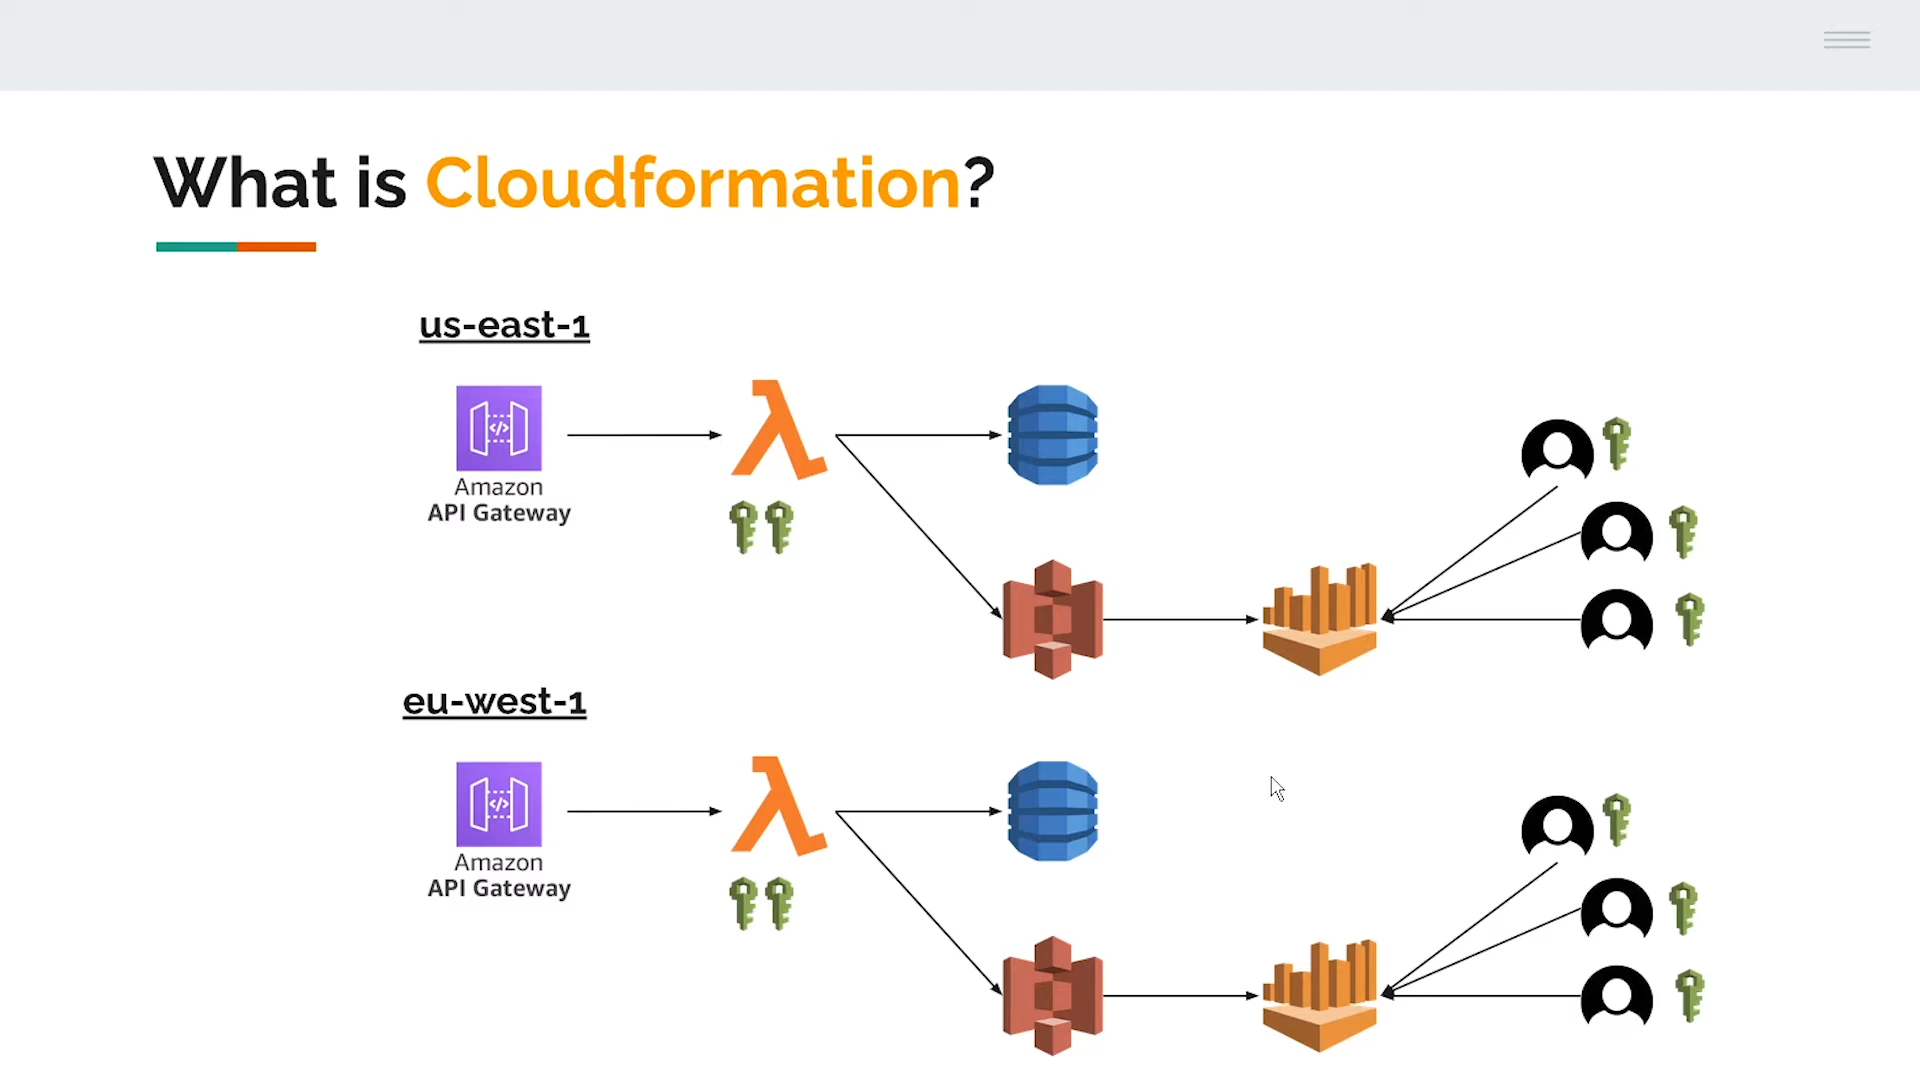 What is Cloudformation?
us-east-1
Amazon
API Gateway
eu-west-1
Amazon
API Gateway